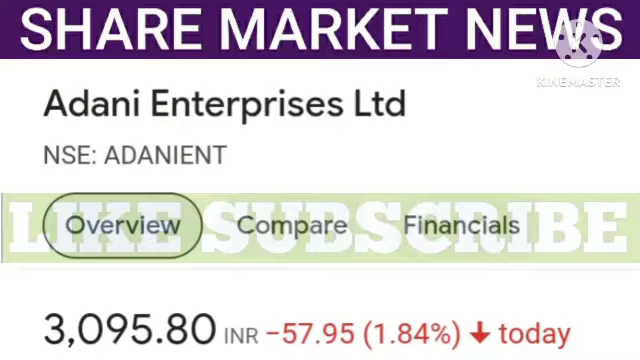 SHARE MARKET NEWS
KINEMASTER
Adani Enterprises Ltd
NSE: ADANIENT
LIKE SUBSCRIBE
Overview Compare Financials
3,095.80 INR −57.95 (1.84%) ↓ today